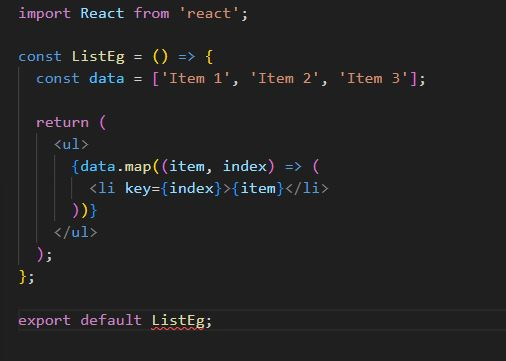 import React from 'react';
const ListEg = () => {
const data = ['Item 1', 'Item 2', 'Item 3'];
return (
<ul>
{data.map((item, index) => (
<li key={index}>{item}</li>
))}
</ul>
);
};
export default ListEg;